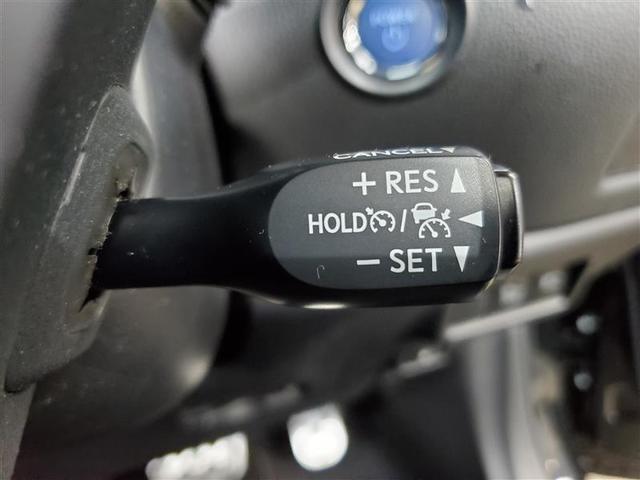 CANCEL
+ RES
HOLD /
− SET